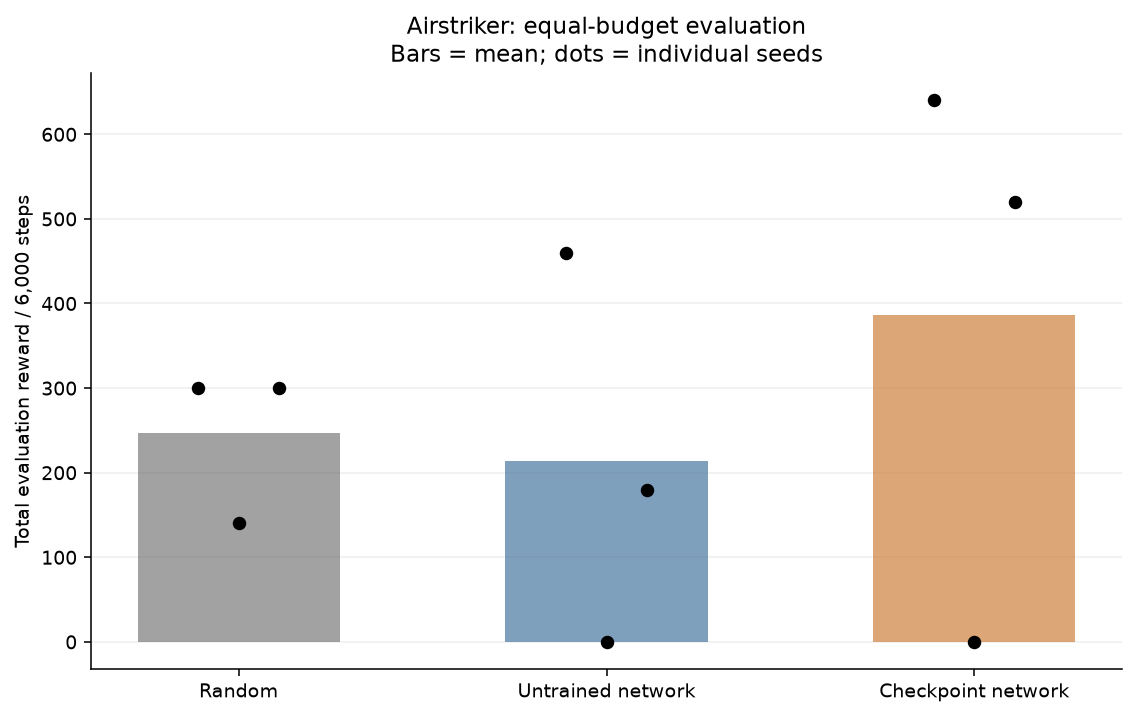 Airstriker: equal-budget evaluation
Bars = mean; dots = individual seeds
Total evaluation reward / 6,000 steps
600
500
400
300
200
100
0
Random
Untrained network
Checkpoint network